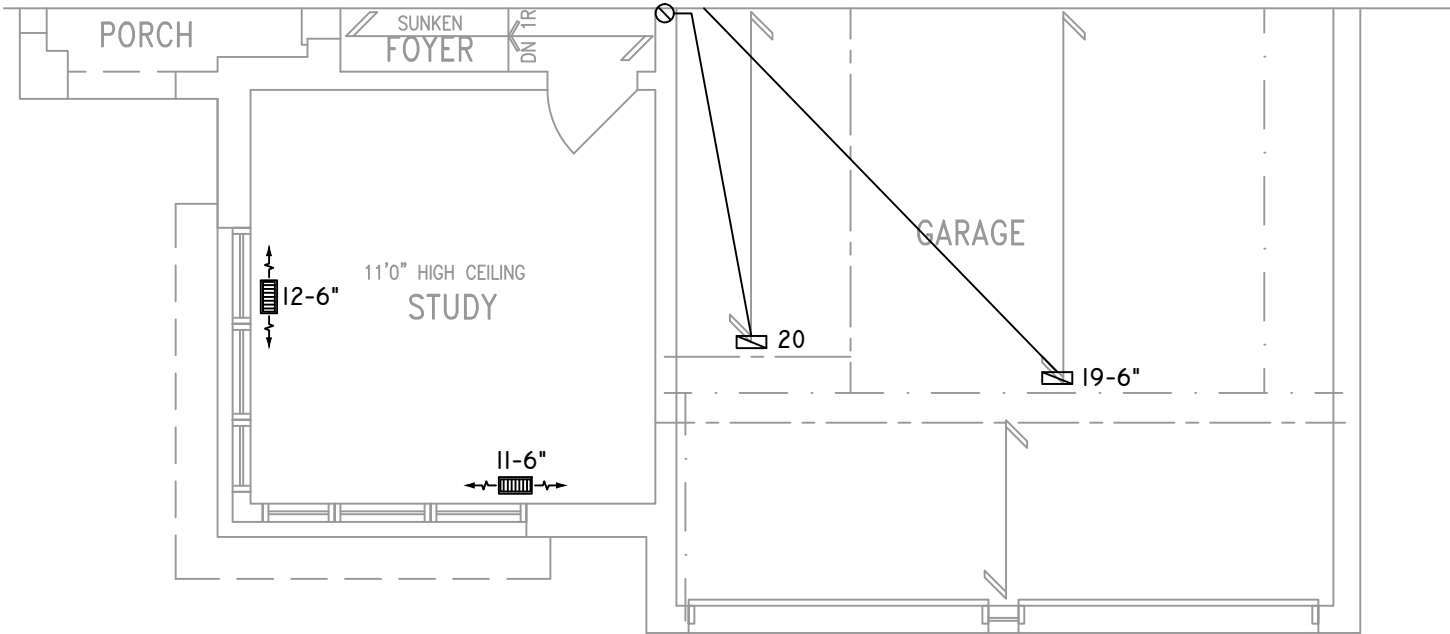 PORCH
SUNKEN
FOYER
DN 1R
GARAGE
11'0" HIGH CEILING
STUDY
12-6"
20
19-6"
11-6"